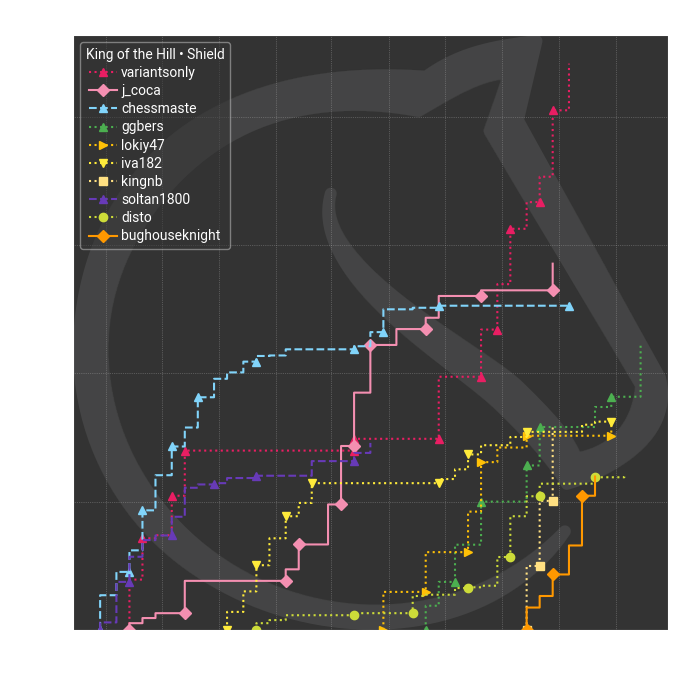 King of the Hill • Shield
variantsonly
j_coca
chessmaste
ggbers
lokiy47
iva182
kingnb
soltan1800
disto
bughouseknight